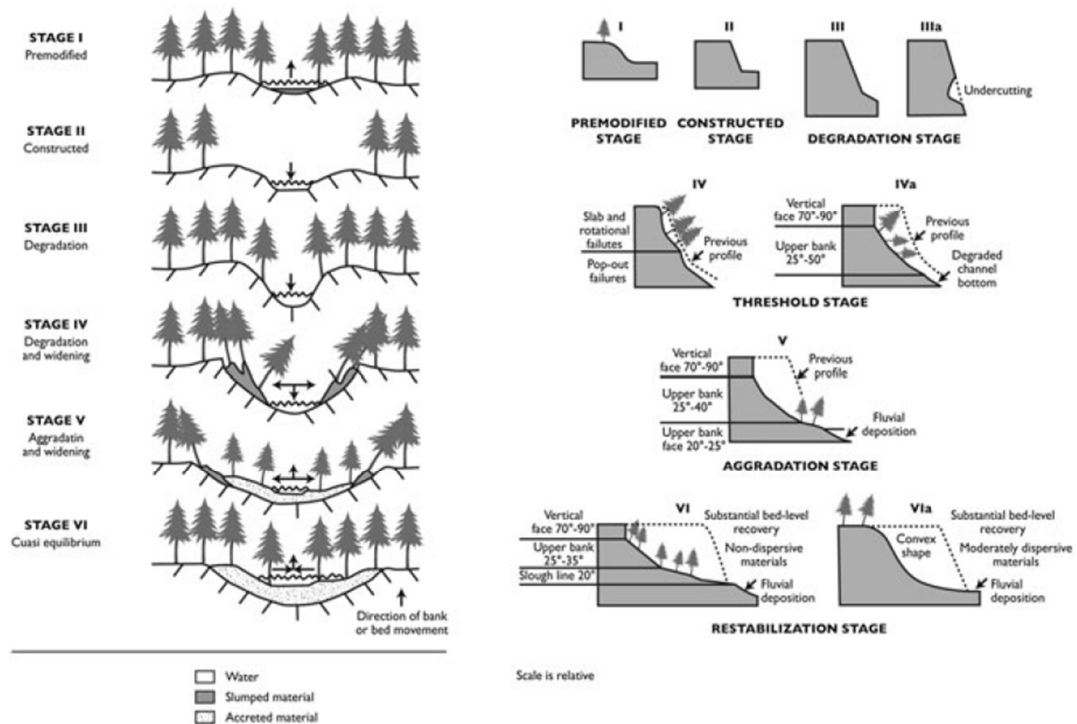 STAGE I
Premodified
STAGE II
Constructed
STAGE III
Degradation
STAGE IV
Degradation
and widening
STAGE V
Aggradatin
and widening
STAGE VI
Cuasi equilibrium
Direction of bank
or bed movement
Water
Slumped material
Accreted material
I
II
III
IIIa
Undercutting
PREMODIFIED
STAGE
CONSTRUCTED
STAGE
DEGRADATION STAGE
IV
Slab and
rotational
failutes
Pop-out
failures
Previous
profile
IVa
Vertical
face 70°-90°
Upper bank
25°-50°
Previous
profile
Degraded
channel
bottom
THRESHOLD STAGE
V
Vertical
face 70°-90°
Upper bank
25°-40°
Upper bank
face 20°-25°
Previous
profile
Fluvial
deposition
AGGRADATION STAGE
VI
Vertical
face 70°-90°
Upper bank
25°-35°
Slough line 20°
Substantial bed-level
recovery
Non-dispersive
materials
Fluvial
deposition
VIa
Convex
shape
Substantial bed-level
recovery
Moderately dispersive
materials
Fluvial
deposition
RESTABILIZATION STAGE
Scale is relative